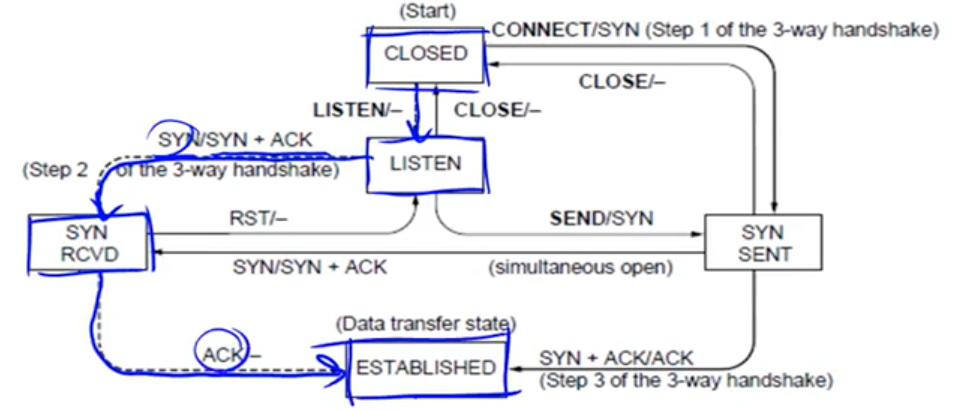 (Start)
CONNECT/SYN (Step 1 of the 3-way handshake)
CLOSED
CLOSE/–
LISTEN/–
CLOSE/–
SYN/SYN + ACK
LISTEN
(Step 2 of the 3-way handshake)
RST/–
SEND/SYN
SYN
RCVD
SYN
SENT
SYN/SYN + ACK
(simultaneous open)
(Data transfer state)
ACK/–
ESTABLISHED
SYN + ACK/ACK
(Step 3 of the 3-way handshake)